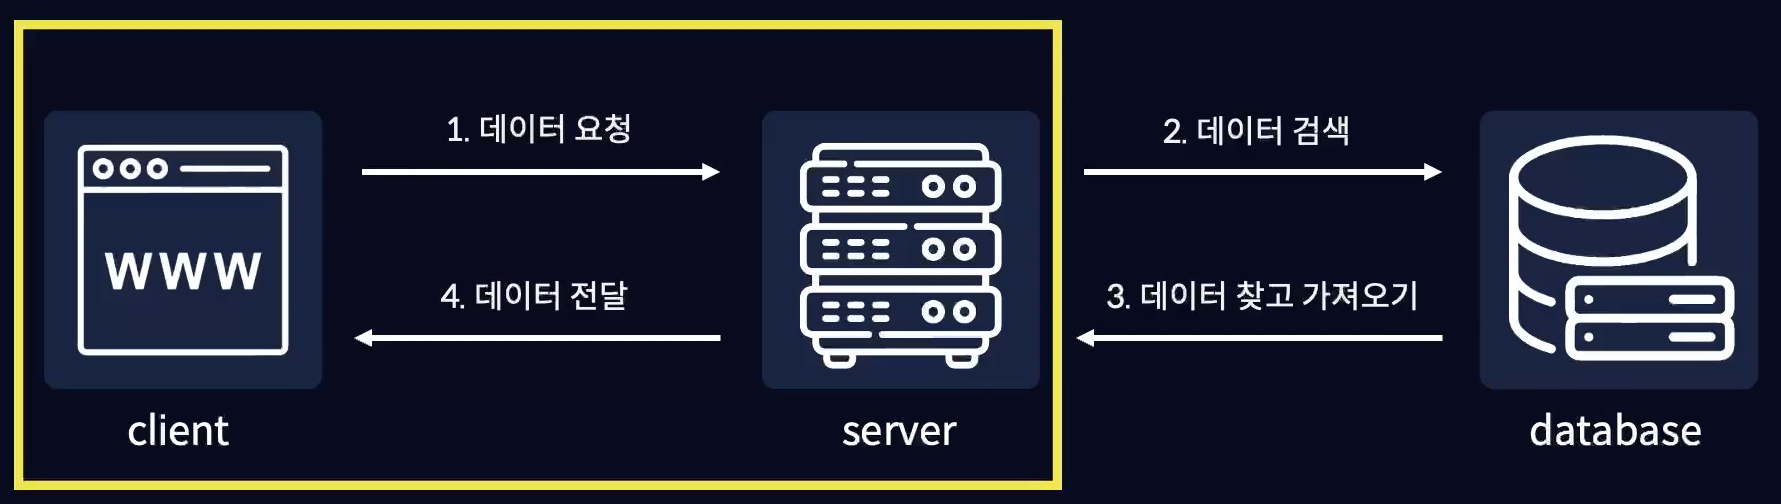 1. 데이터 요청
2. 데이터 검색
www
4. 데이터 전달
3. 데이터 찾고 가져오기
client
server
database